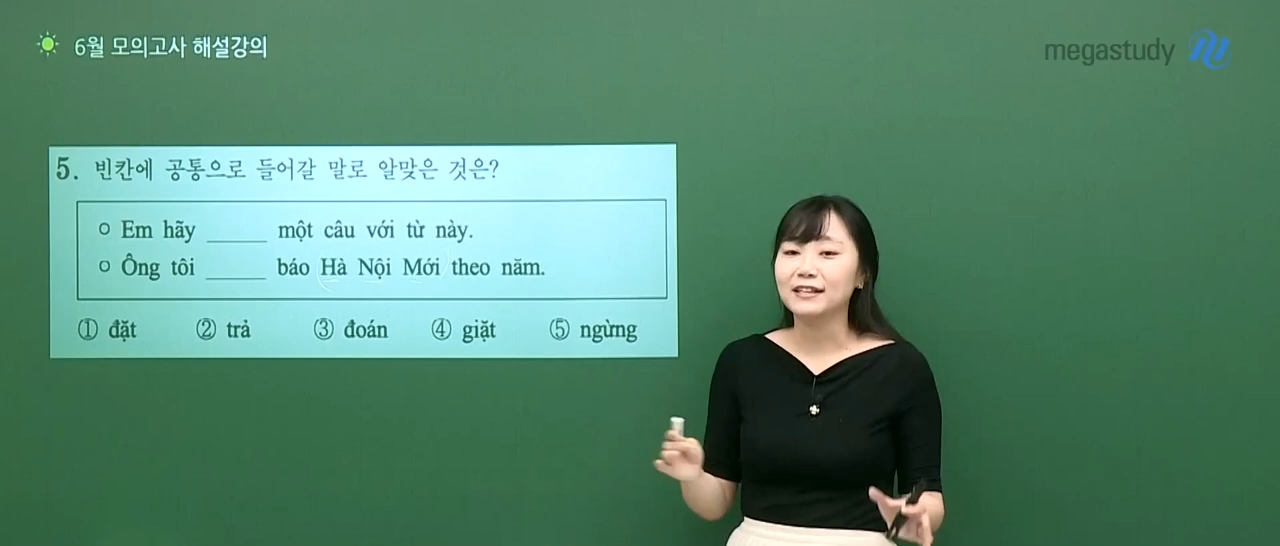 6월 모의고사 해설강의
megastudy
5. 빈칸에 공통으로 들어갈 말로 알맞은 것은?
○ Em hãy ______ một câu với từ này.
○ Ông tôi ______ báo Hà Nội Mới theo năm.
① đặt ② trả ③ đoán ④ giặt ⑤ ngừng